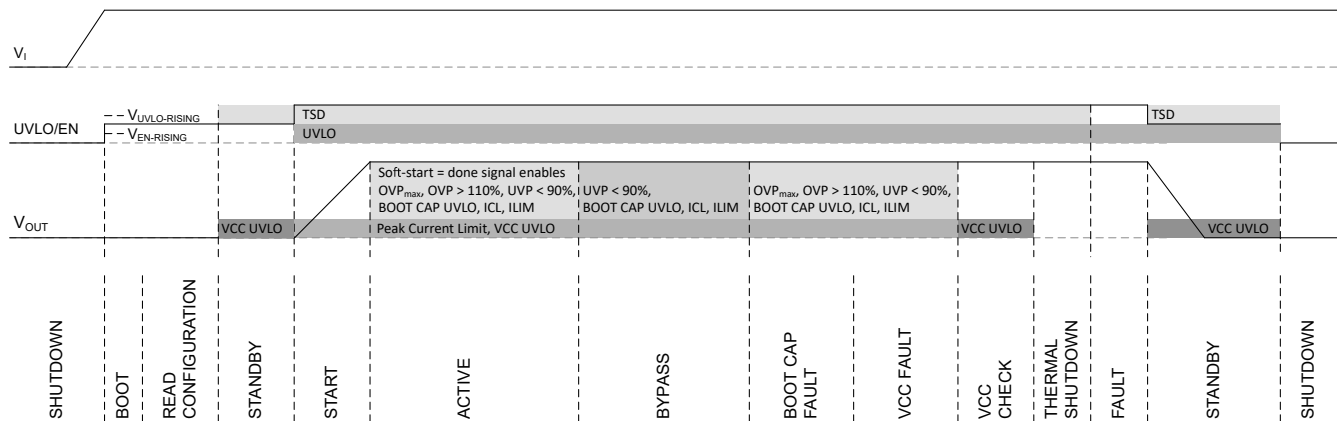 VI
VUVLO-RISING
TSD
TSD
UVLO/EN
VEN-RISING
UVLO
Soft-start = done signal enables
OVPmax, OVP > 110%, UVP < 90%,
BOOT CAP UVLO, ICL, ILIM
UVP < 90%,
BOOT CAP UVLO, ICL, ILIM
OVPmax, OVP > 110%, UVP < 90%,
BOOT CAP UVLO, ICL, ILIM
VOUT
VCC UVLO
Peak Current Limit, VCC UVLO
VCC UVLO
VCC UVLO
SHUTDOWN
BOOT
READ
CONFIGURATION
STANDBY
START
ACTIVE
BYPASS
BOOT CAP
FAULT
VCC FAULT
VCC
CHECK
THERMAL
SHUTDOWN
FAULT
STANDBY
SHUTDOWN